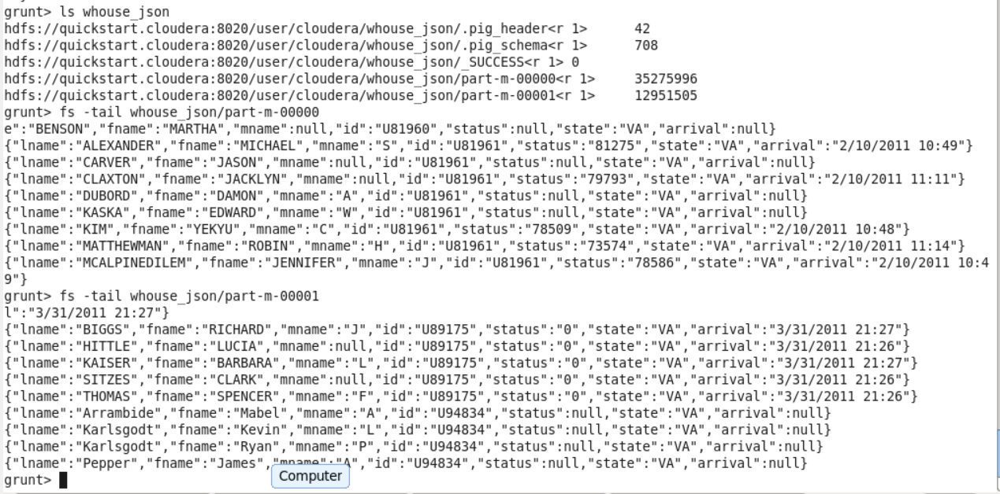 grunt> ls whouse_json
hdfs://quickstart.cloudera:8020/user/cloudera/whouse_json/.pig_header<r 1>	42
hdfs://quickstart.cloudera:8020/user/cloudera/whouse_json/.pig_schema<r 1>	708
hdfs://quickstart.cloudera:8020/user/cloudera/whouse_json/_SUCCESS<r 1>	0
hdfs://quickstart.cloudera:8020/user/cloudera/whouse_json/part-m-00000<r 1>	35275996
hdfs://quickstart.cloudera:8020/user/cloudera/whouse_json/part-m-00001<r 1>	12951505
grunt> fs -tail whouse_json/part-m-00000
e":"BENSON","fname":"MARTHA","mname":null,"id":"U81960","status":null,"state":"VA","arrival":null}
{"lname":"ALEXANDER","fname":"MICHAEL","mname":"S","id":"U81961","status":"81275","state":"VA","arrival":"2/10/2011 10:49"}
{"lname":"CARVER","fname":"JASON","mname":null,"id":"U81961","status":null,"state":"VA","arrival":null}
{"lname":"CLAXTON","fname":"JACKLYN","mname":null,"id":"U81961","status":"79793","state":"VA","arrival":"2/10/2011 11:11"}
{"lname":"DUBORD","fname":"DAMON","mname":"A","id":"U81961","status":null,"state":"VA","arrival":null}
{"lname":"KASKA","fname":"EDWARD","mname":"W","id":"U81961","status":null,"state":"VA","arrival":null}
{"lname":"KIM","fname":"YEKYU","mname":"C","id":"U81961","status":"78509","state":"VA","arrival":"2/10/2011 10:48"}
{"lname":"MATTHEWMAN","fname":"ROBIN","mname":"H","id":"U81961","status":"73574","state":"VA","arrival":"2/10/2011 11:14"}
{"lname":"MCALPINEDILEM","fname":"JENNIFER","mname":"J","id":"U81961","status":"78586","state":"VA","arrival":"2/10/2011 10:4
9"}
grunt> fs -tail whouse_json/part-m-00001
l":"3/31/2011 21:27"}
{"lname":"BIGGS","fname":"RICHARD","mname":"J","id":"U89175","status":"0","state":"VA","arrival":"3/31/2011 21:27"}
{"lname":"HITTLE","fname":"LUCIA","mname":null,"id":"U89175","status":"0","state":"VA","arrival":"3/31/2011 21:26"}
{"lname":"KAISER","fname":"BARBARA","mname":"L","id":"U89175","status":"0","state":"VA","arrival":"3/31/2011 21:27"}
{"lname":"SITZES","fname":"CLARK","mname":null,"id":"U89175","status":"0","state":"VA","arrival":"3/31/2011 21:26"}
{"lname":"THOMAS","fname":"SPENCER","mname":"F","id":"U89175","status":"0","state":"VA","arrival":"3/31/2011 21:26"}
{"lname":"Arrambide","fname":"Mabel","mname":"A","id":"U94834","status":null,"state":"VA","arrival":null}
{"lname":"Karlsgodt","fname":"Kevin","mname":"L","id":"U94834","status":null,"state":"VA","arrival":null}
{"lname":"Karlsgodt","fname":"Ryan","mname":"P","id":"U94834","status":null,"state":"VA","arrival":null}
{"lname":"Pepper","fname":"James","mname":"A","id":"U94834","status":null,"state":"VA","arrival":null}
grunt>
Computer